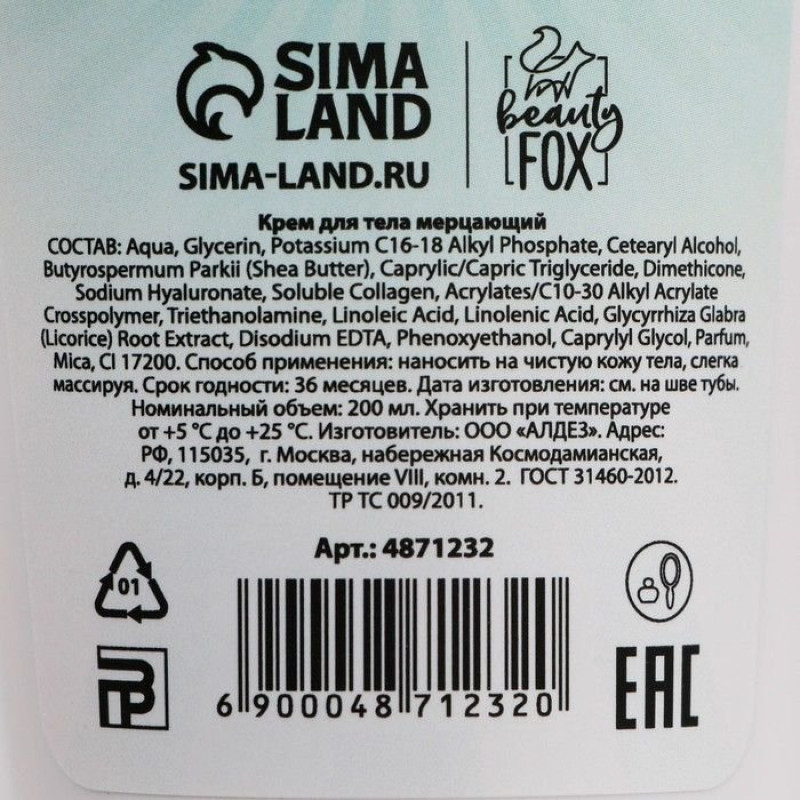 SIMA
LAND
SIMA-LAND.RU
beauty
FOX
Крем для тела мерцающий
СОСТАВ: Aqua, Glycerin, Potassium C16-18 Alkyl Phosphate, Cetearyl Alcohol,
Butyrospermum Parkii (Shea Butter), Caprylic/Capric Triglyceride, Dimethicone,
Sodium Hyaluronate, Soluble Collagen, Acrylates/C10-30 Alkyl Acrylate
Crosspolymer, Triethanolamine, Linoleic Acid, Linolenic Acid, Glycyrrhiza Glabra
(Licorice) Root Extract, Disodium EDTA, Phenoxyethanol, Caprylyl Glycol, Parfum,
Mica, CI 17200. Способ применения: наносить на чистую кожу тела, слегка
массируя. Срок годности: 36 месяцев. Дата изготовления: см. на шве тубы.
Номинальный объем: 200 мл. Хранить при температуре
от +5 °C до +25 °C. Изготовитель: ООО «АЛДЕЗ». Адрес:
РФ, 115035, г. Москва, набережная Космодамианская,
д. 4/22, корп. Б, помещение VIII, комн. 2. ГОСТ 31460-2012.
ТР ТС 009/2011.
Арт.: 4871232
01
6 900048 712320
EAC